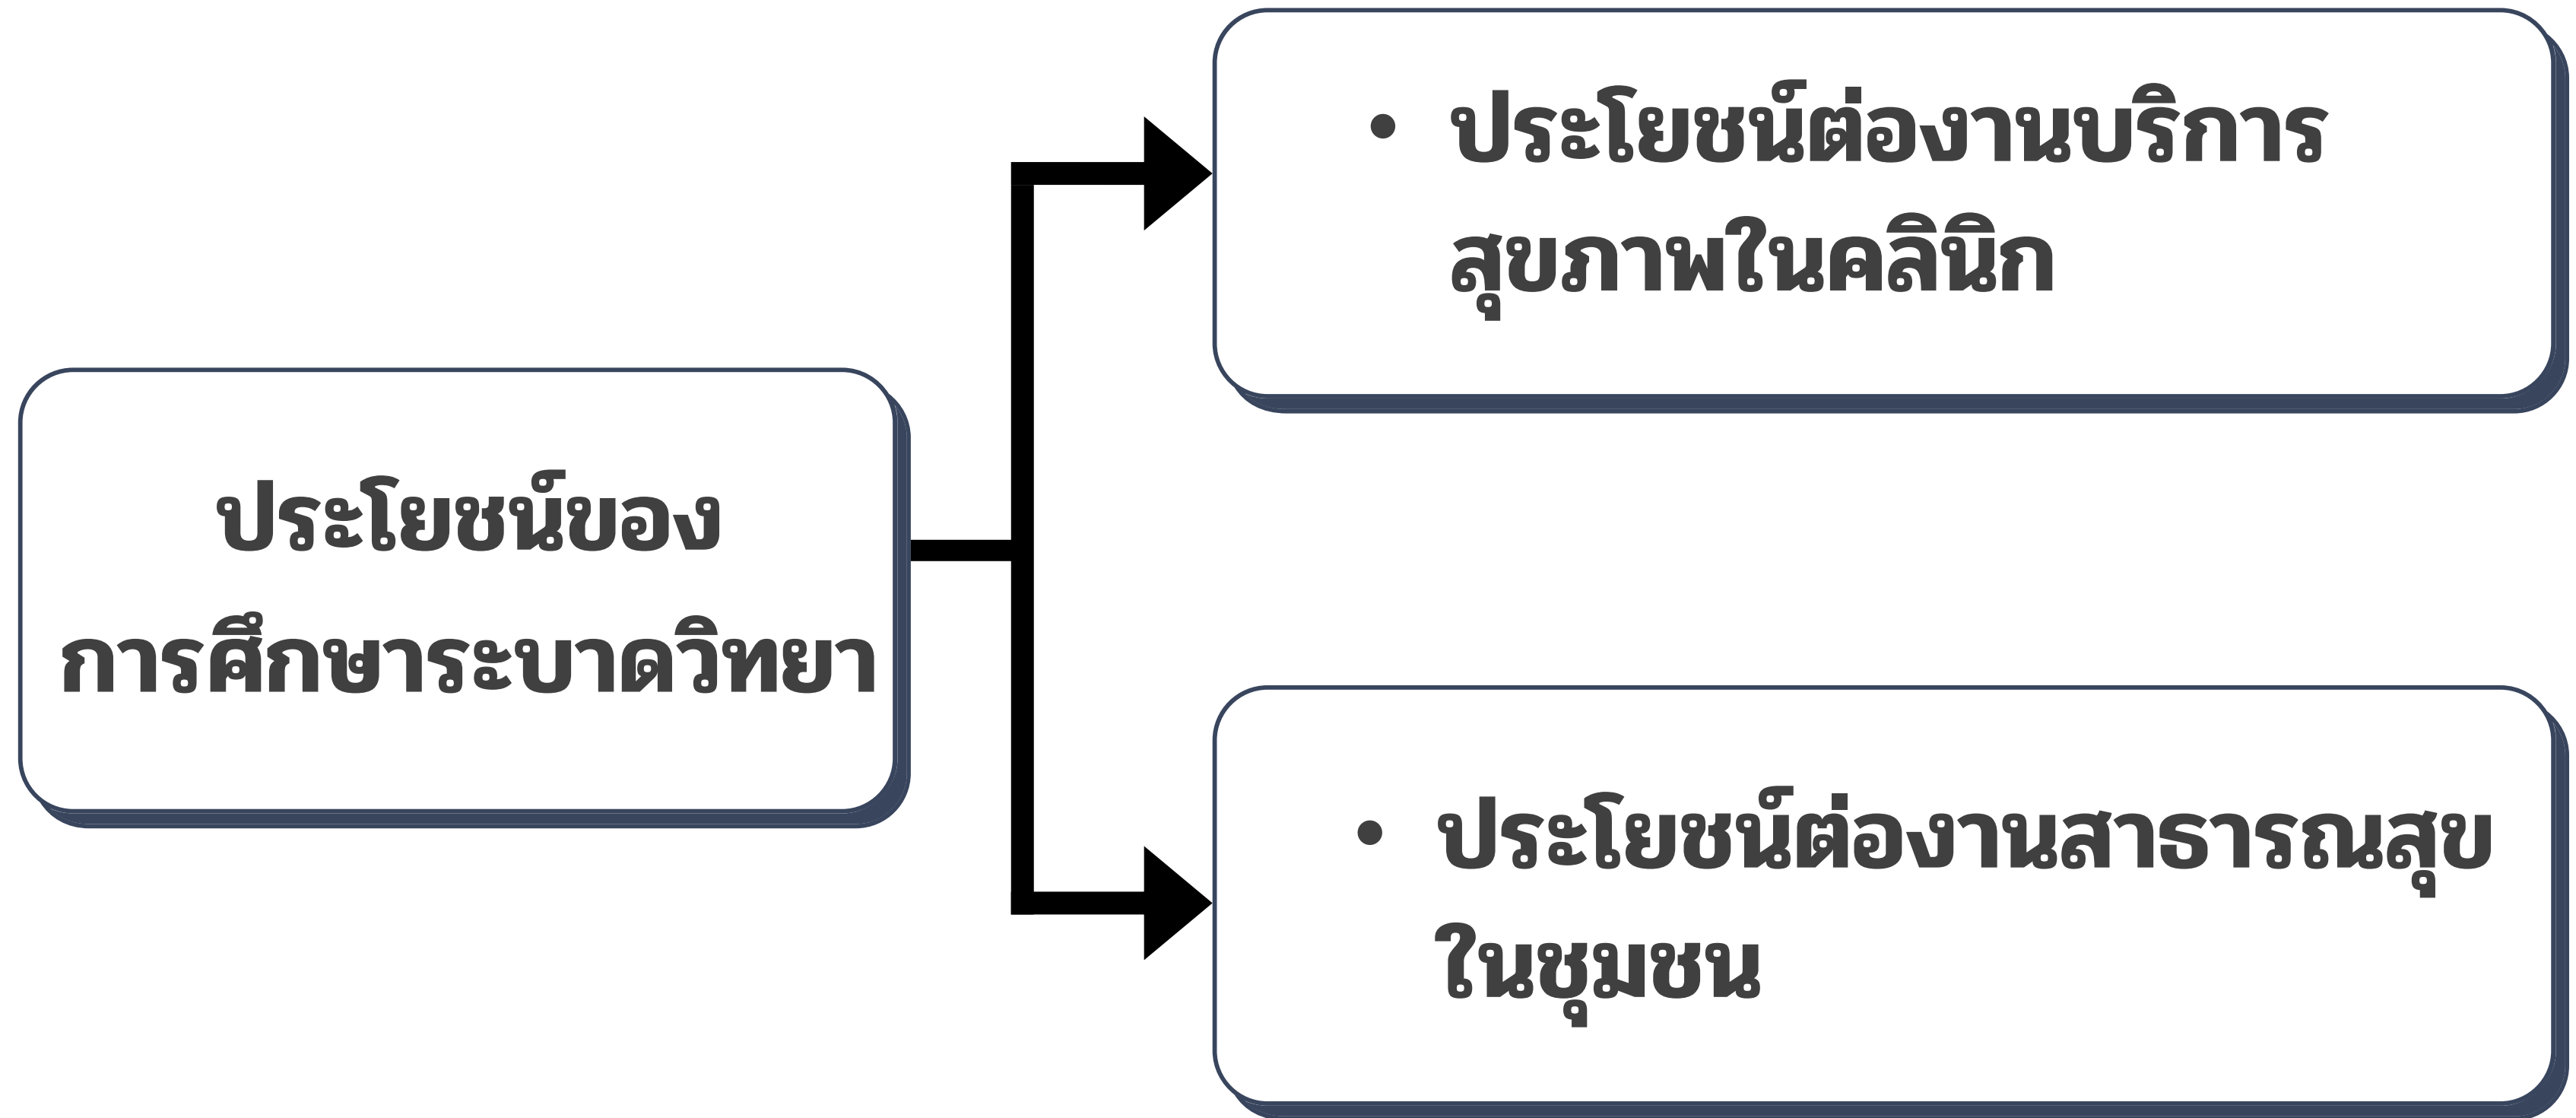 ประโยชน์ของ
การศึกษาระบาดวิทยา
• ประโยชน์ต่องานบริการ
สุขภาพในคลินิก
• ประโยชน์ต่องานสาธารณสุข
ในชุมชน